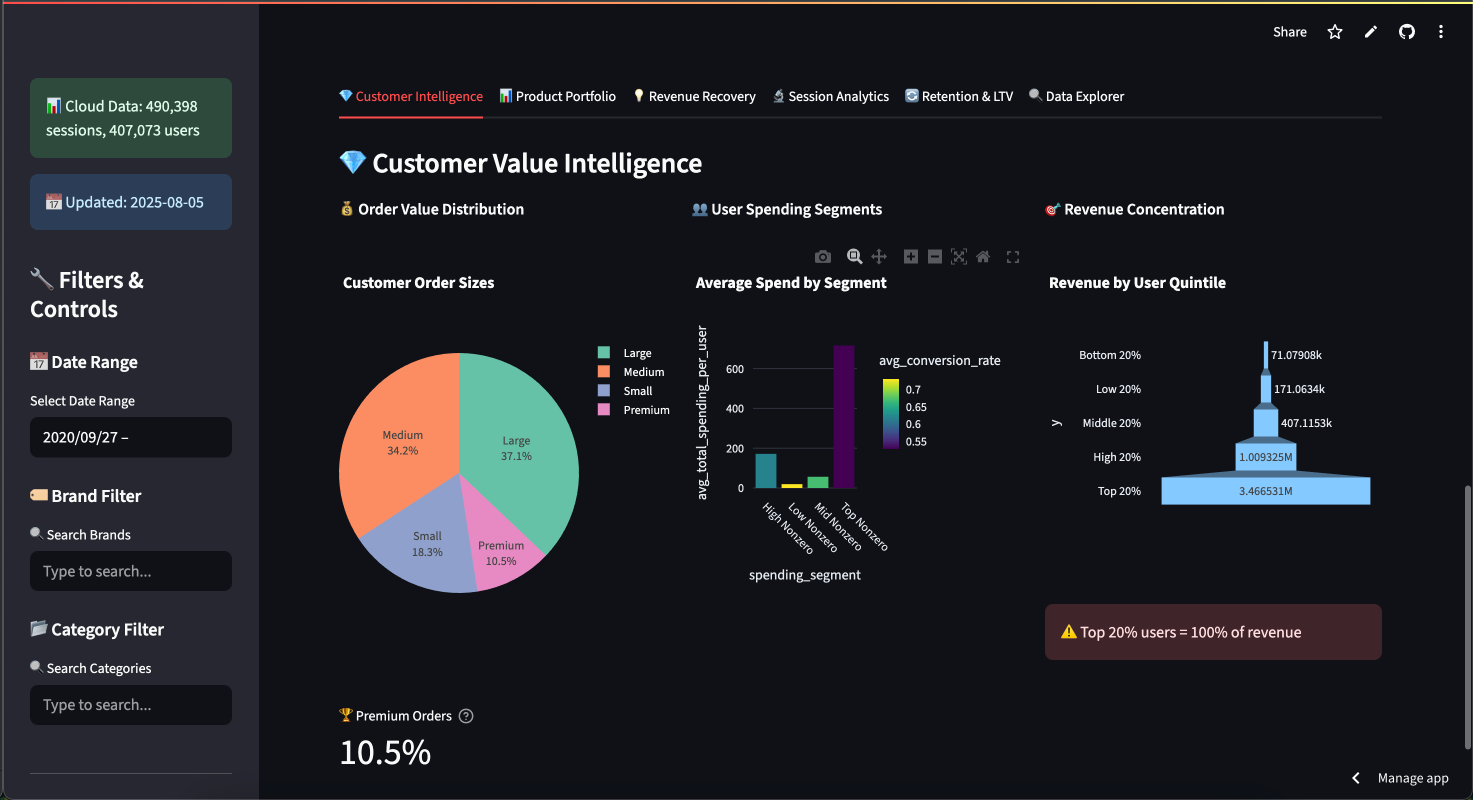 Share
📊 Cloud Data: 490,398
sessions, 407,073 users
📅 Updated: 2025-08-05
🔧 Filters &
Controls
📅 Date Range
Select Date Range
2020/09/27 –
🏷️ Brand Filter
🔍 Search Brands
Type to search...
📂 Category Filter
🔍 Search Categories
Type to search...
💎 Customer Intelligence
📊 Product Portfolio
💡 Revenue Recovery
🔬 Session Analytics
🔄 Retention & LTV
🔍 Data Explorer
💎 Customer Value Intelligence
💰 Order Value Distribution
Customer Order Sizes
Large
Medium
Small
Premium
Medium
34.2%
Large
37.1%
Small
18.3%
Premium
10.5%
👥 User Spending Segments
Average Spend by Segment
avg_total_spending_per_user
600
400
200
0
High Nonzero
Low Nonzero
Mid Nonzero
Top Nonzero
spending_segment
avg_conversion_rate
0.7
0.65
0.6
0.55
🎯 Revenue Concentration
Revenue by User Quintile
y
Bottom 20%
71.07908k
Low 20%
171.0634k
Middle 20%
407.1153k
High 20%
1.009325M
Top 20%
3.466531M
⚠️ Top 20% users = 100% of revenue
🏆 Premium Orders ?
10.5%
Manage app